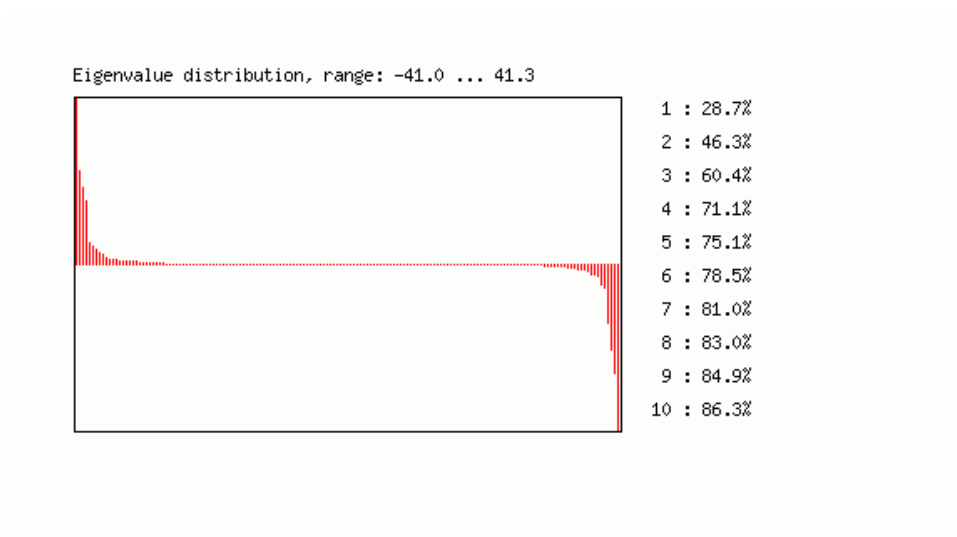 Eigenvalue distribution, range: -41.0 ... 41.3
1 : 28.7%
2 : 46.3%
3 : 60.4%
4 : 71.1%
5 : 75.1%
6 : 78.5%
7 : 81.0%
8 : 83.0%
9 : 84.9%
10 : 86.3%